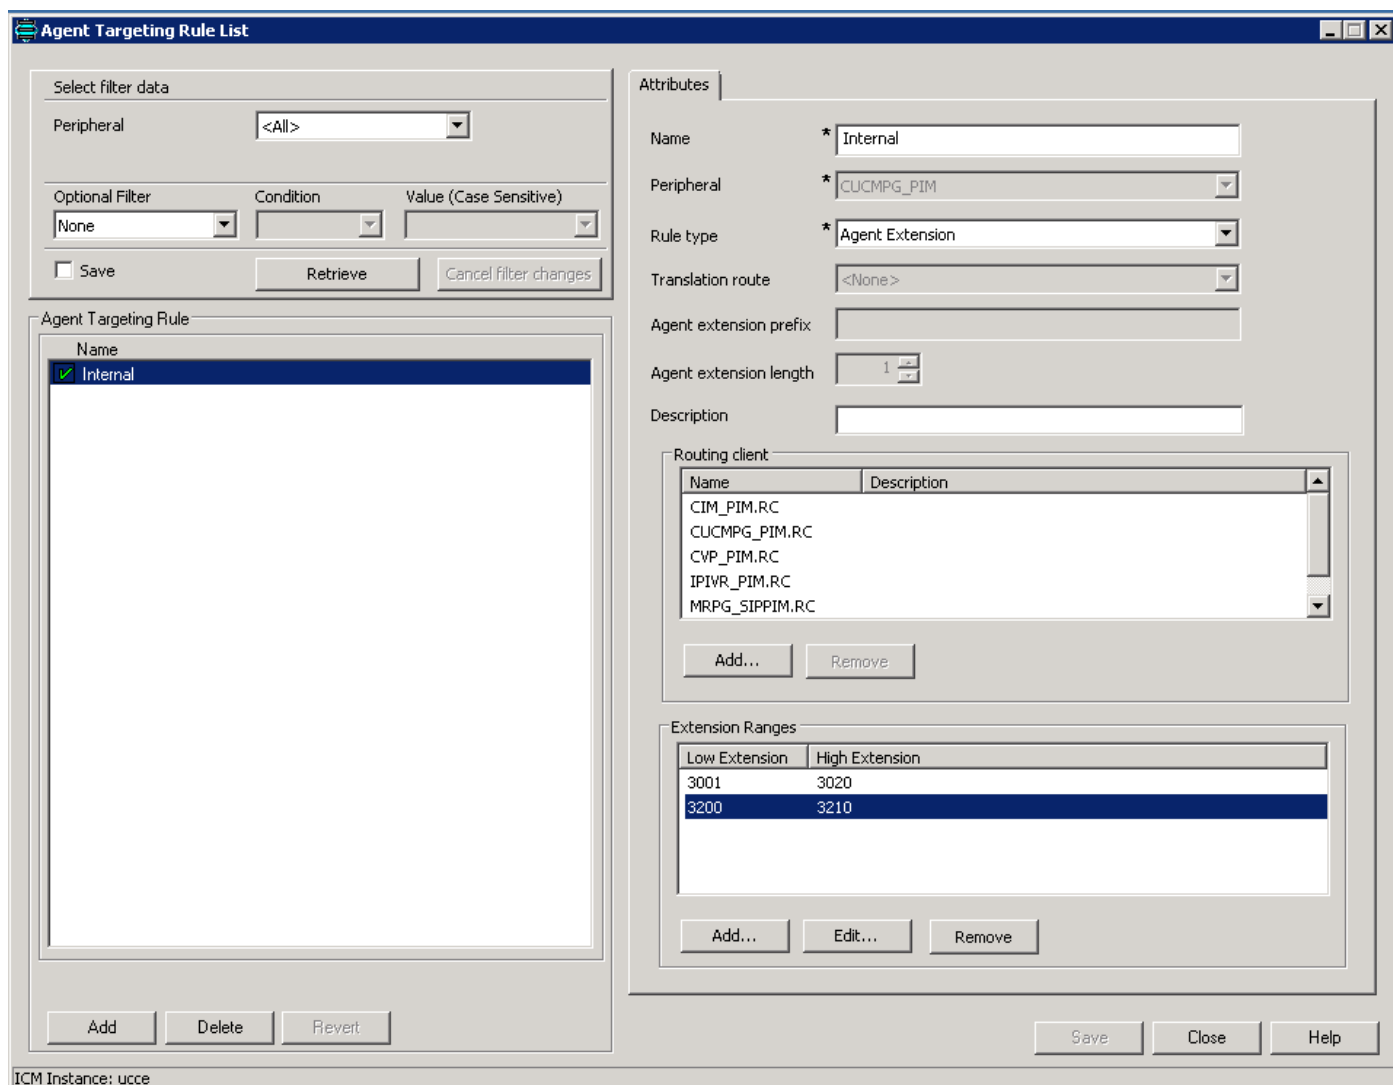 Agent Targeting Rule List
Select filter data
Peripheral <All>
Optional Filter Condition Value (Case Sensitive)
None
Save Retrieve Cancel filter changes
Agent Targeting Rule
Name
Internal
Add Delete Revert
Attributes
Name * Internal
Peripheral * CUCMPG_PIM
Rule type * Agent Extension
Translation route <None>
Agent extension prefix
Agent extension length 1
Description
Routing client
Name Description
CIM_PIM.RC
CUCMPG_PIM.RC
CVP_PIM.RC
IPIVR_PIM.RC
MRPG_SIPPIM.RC
Add... Remove
Extension Ranges
Low Extension High Extension
3001 3020
3200 3210
Add... Edit... Remove
Save Close Help
ICM Instance: ucce